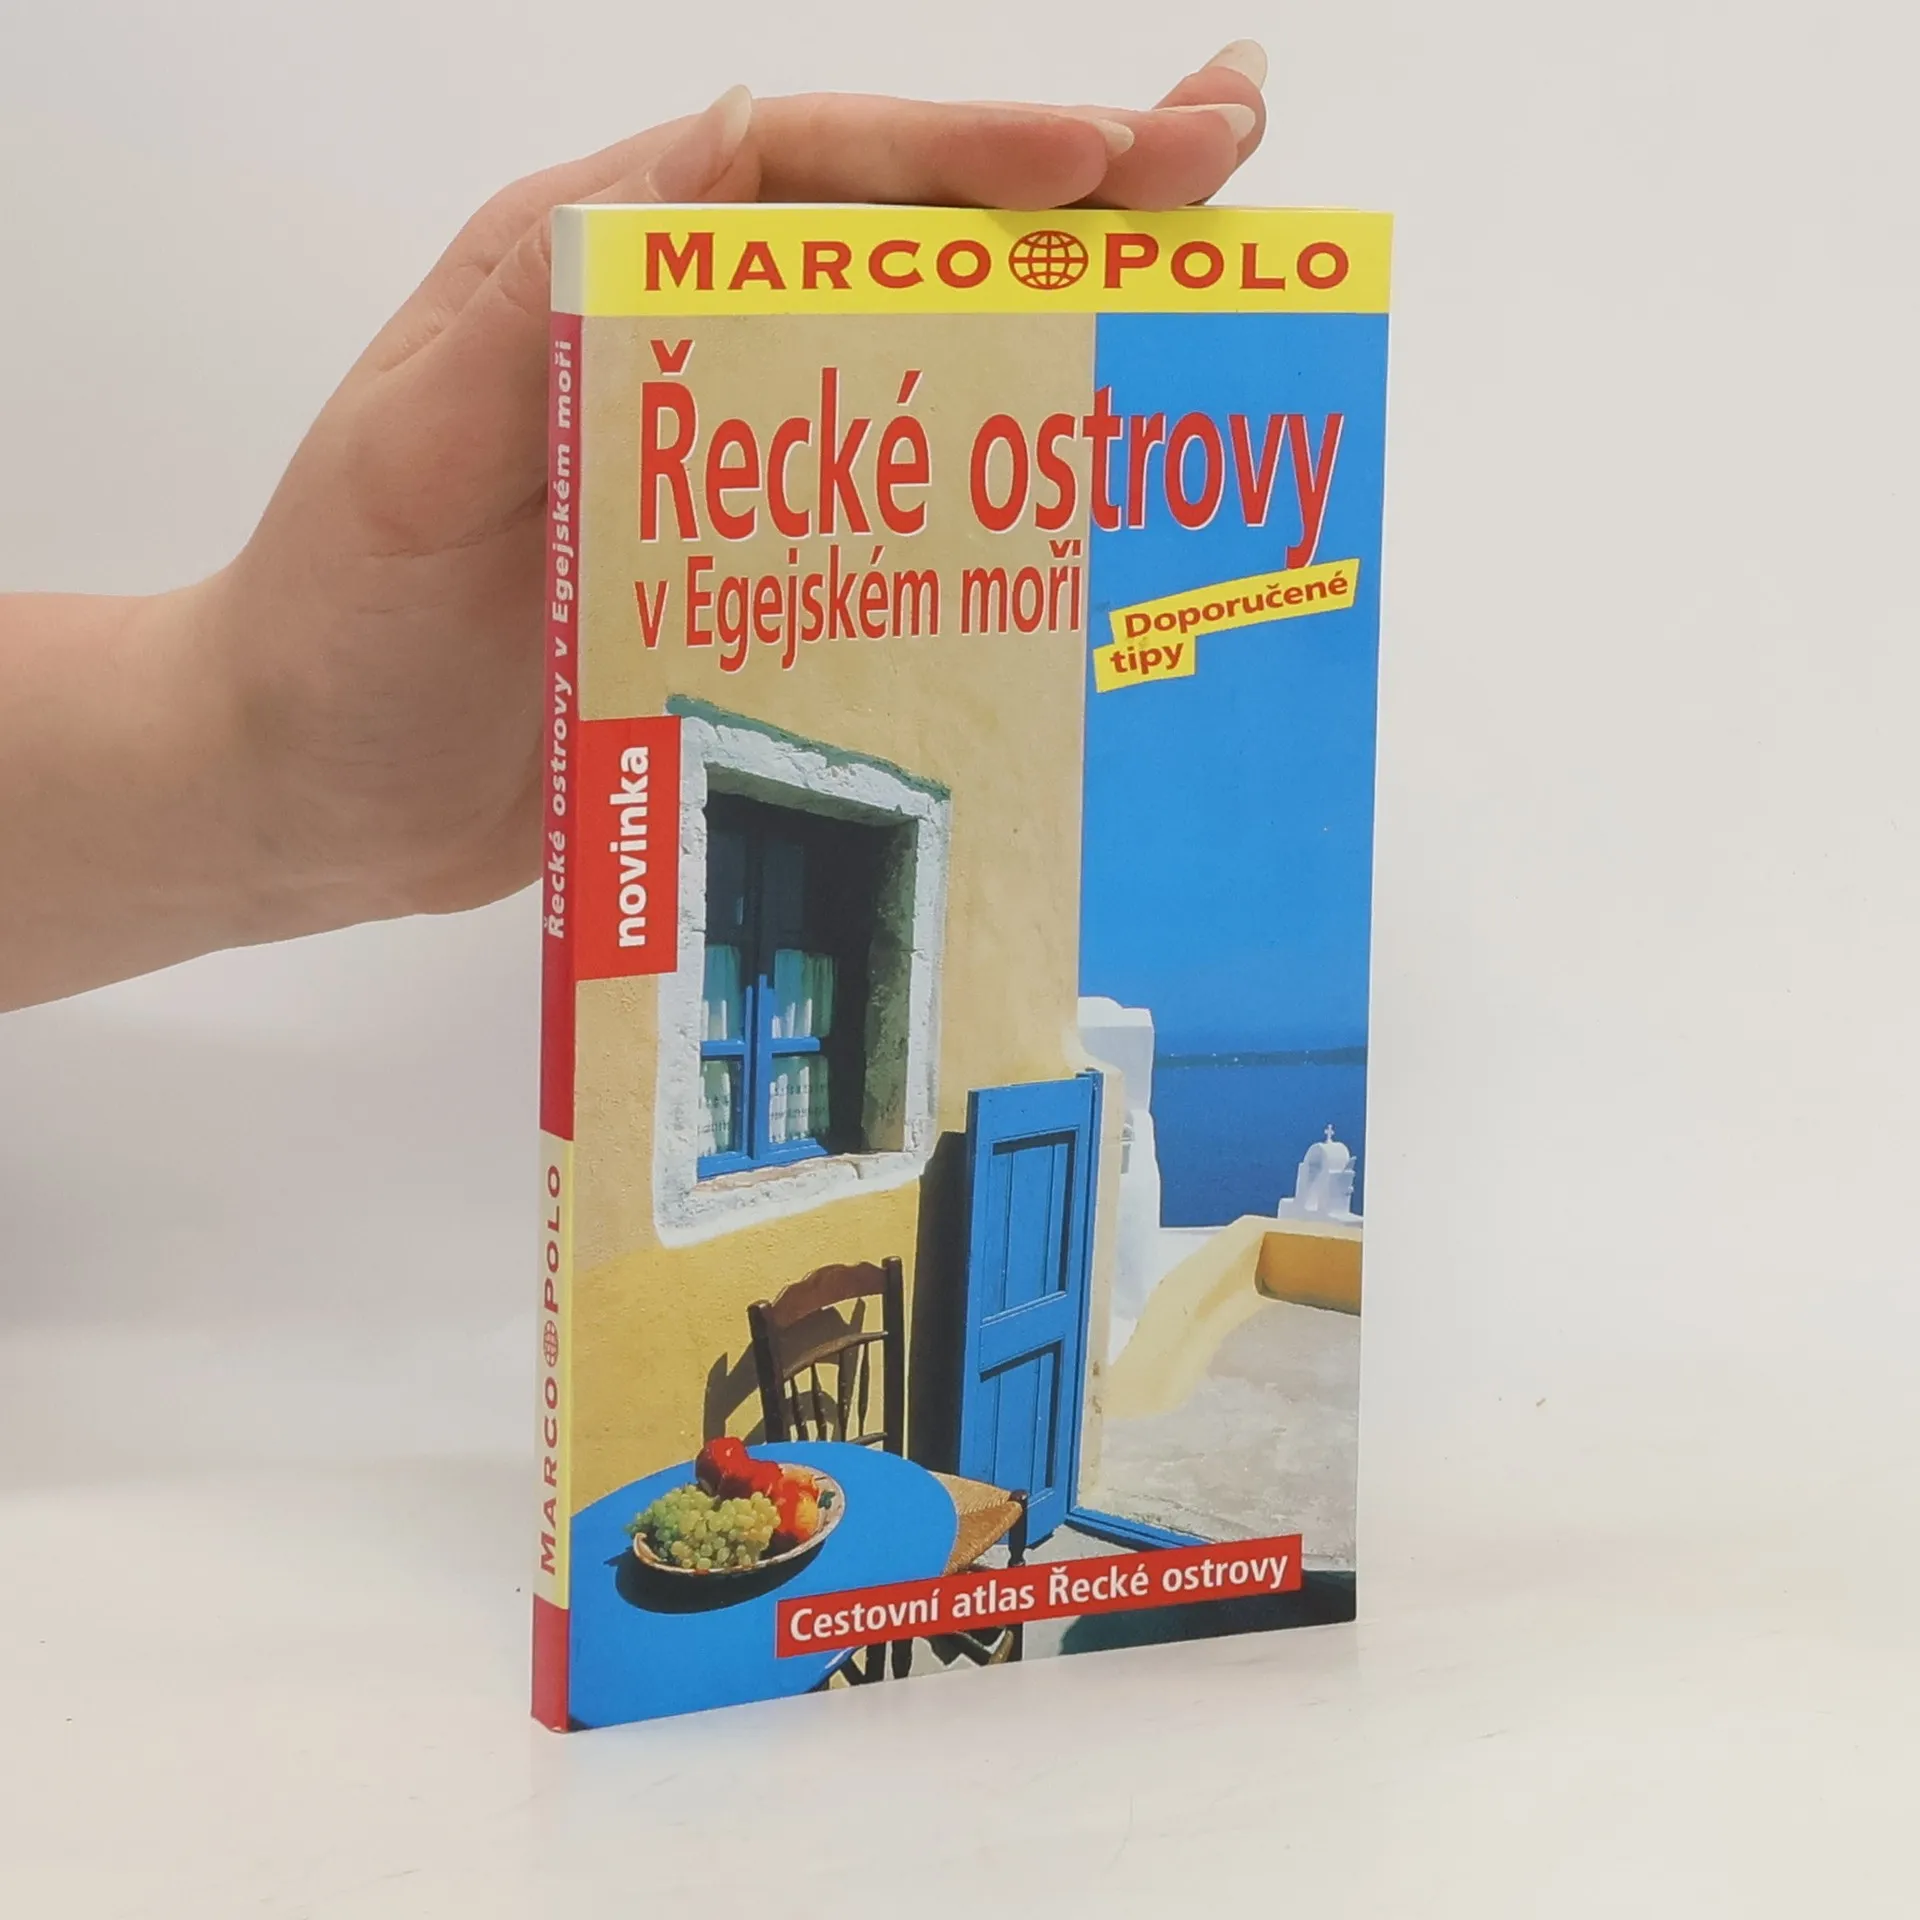 MARCO POLO
Řecké ostrovy
v Egejském moři
Doporučené
tipy
novinka
Cestovní atlas Řecké ostrovy
Řecké ostrovy v Egejském moři
MARCO POLO